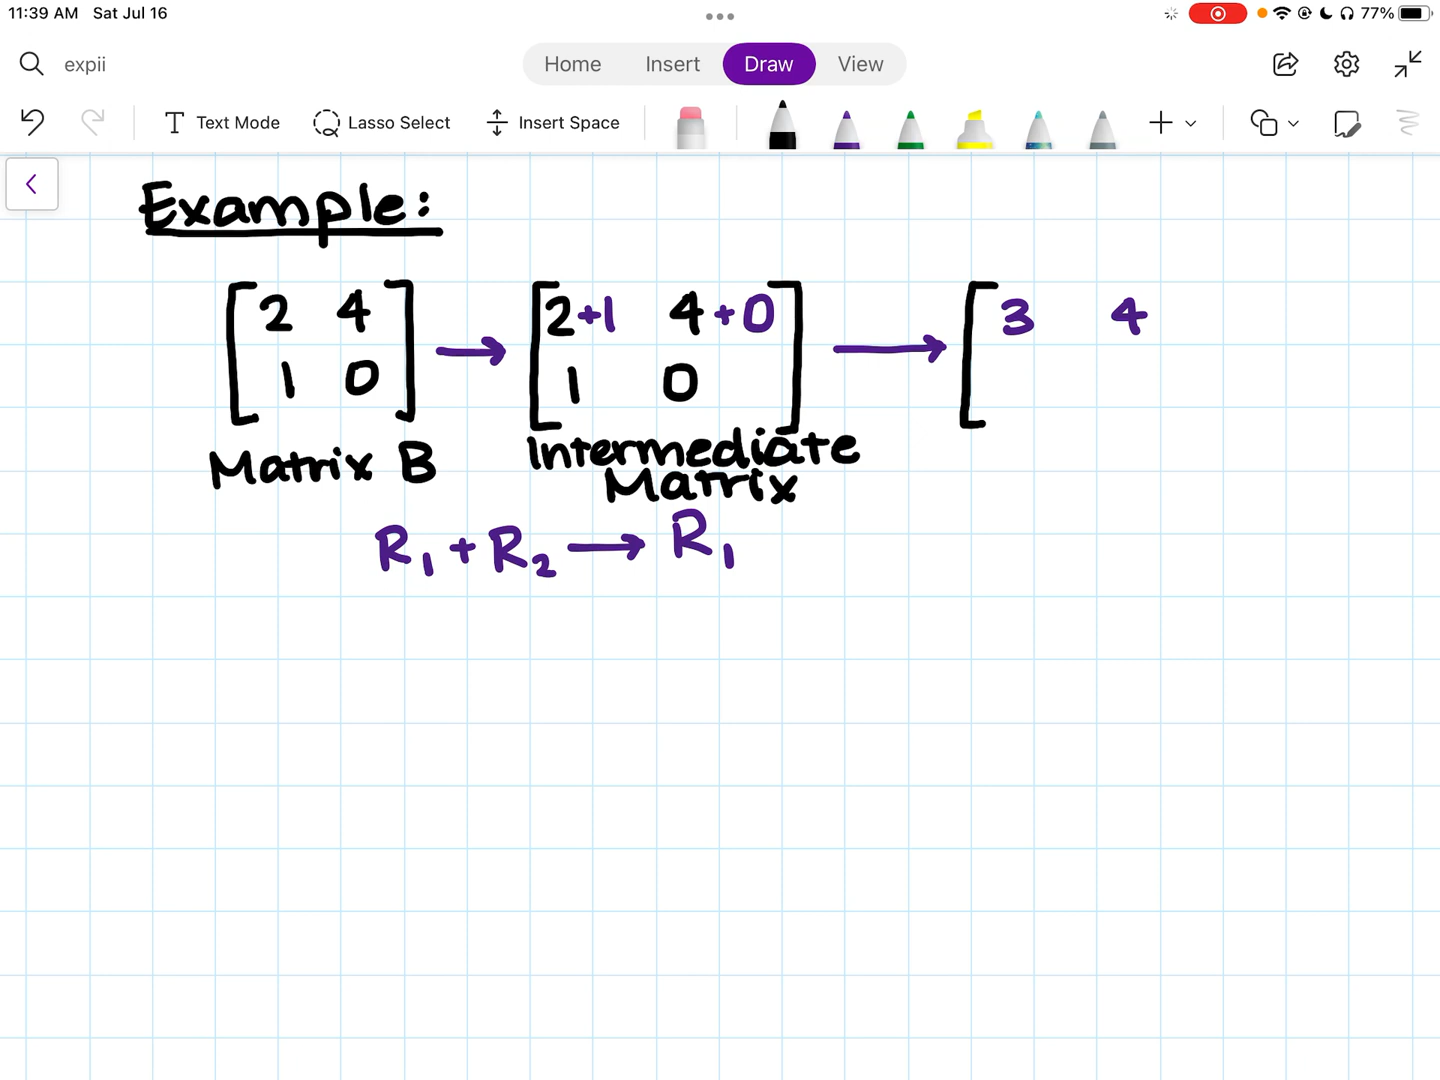 11:39 AM Sat Jul 16 77%
expii Home Insert Draw View
Text Mode Lasso Select Insert Space
Example:
2 4 2+1 4+0 3 4
1 0 1 0
Matrix B Intermediate
Matrix
R₁ + R₂ → R₁